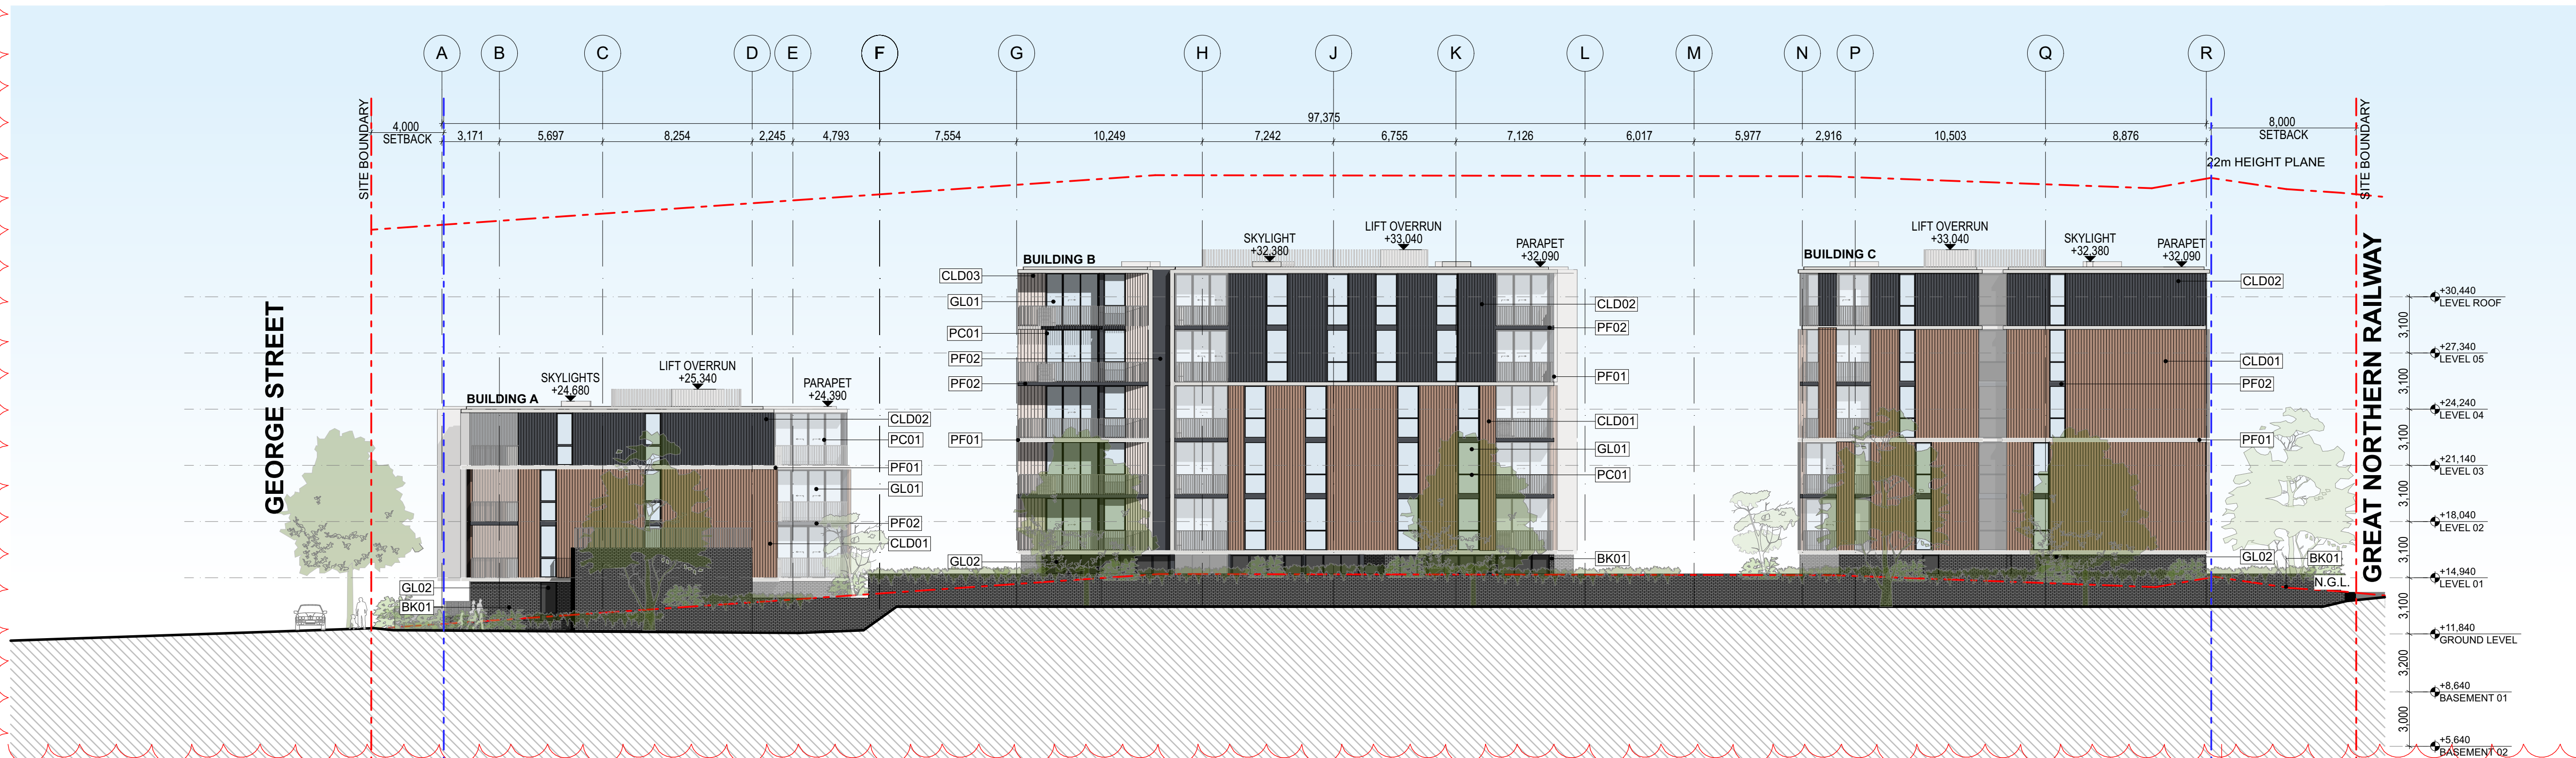 A B C D E F G H J K L M N P Q R
97,375
4,000
SETBACK
3,171 5,697 8,254 2,245 4,793 7,554 10,249 7,242 6,755 7,126 6,017 5,977 2,916 10,503 8,876
8,000
SETBACK
SITE BOUNDARY
SITE BOUNDARY
22m HEIGHT PLANE
GEORGE STREET
GREAT NORTHERN RAILWAY
BUILDING A
SKYLIGHTS
+24,680
LIFT OVERRUN
+25,340
PARAPET
+24,390
CLD02
PC01
PF01
GL01
PF02
CLD01
GL02
BK01
BUILDING B
SKYLIGHT
+32,380
LIFT OVERRUN
+33,040
PARAPET
+32,090
CLD03
GL01
PC01
PF02
PF02
PF01
GL02
CLD02
PF02
PF01
CLD01
GL01
PC01
BK01
BUILDING C
LIFT OVERRUN
+33,040
SKYLIGHT
+32,380
PARAPET
+32,090
CLD02
CLD01
PF02
PF01
GL02
BK01
N.G.L.
+30,440
LEVEL ROOF
3,100
+27,340
LEVEL 05
3,100
+24,240
LEVEL 04
3,100
+21,140
LEVEL 03
3,100
+18,040
LEVEL 02
3,100
+14,940
LEVEL 01
3,100
+11,840
GROUND LEVEL
3,200
+8,640
BASEMENT 01
3,000
+5,640
BASEMENT 02